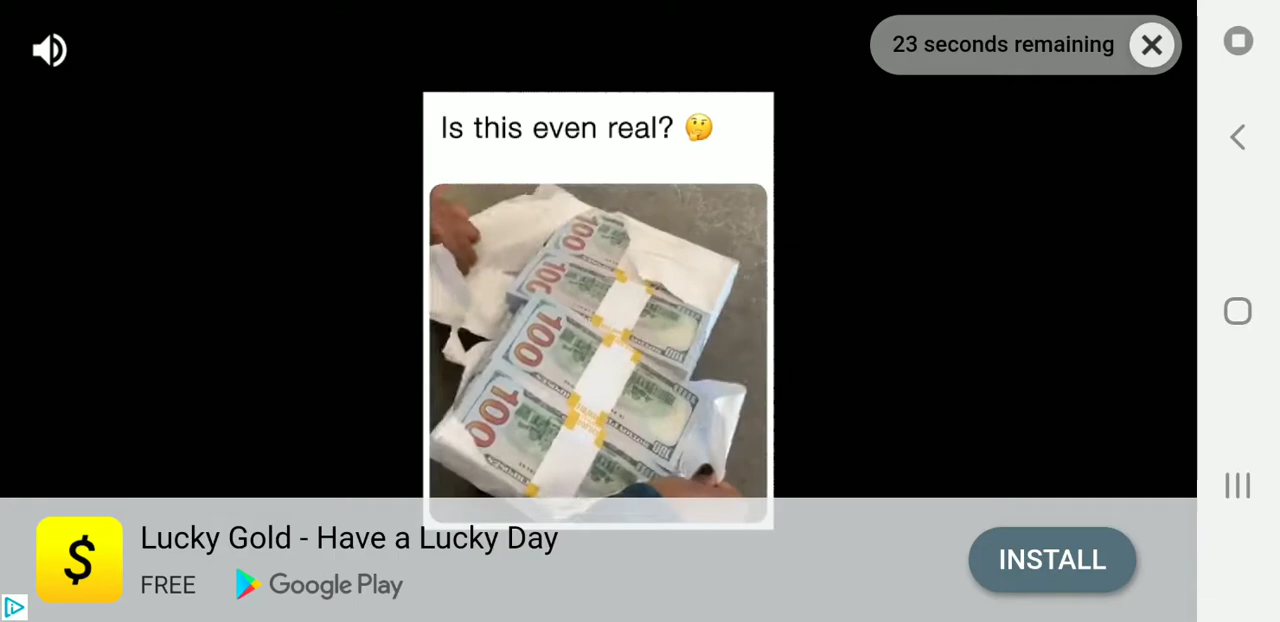 23 seconds remaining
Is this even real? 🤔
100
100
100
100
Lucky Gold - Have a Lucky Day
FREE
Google Play
INSTALL
$